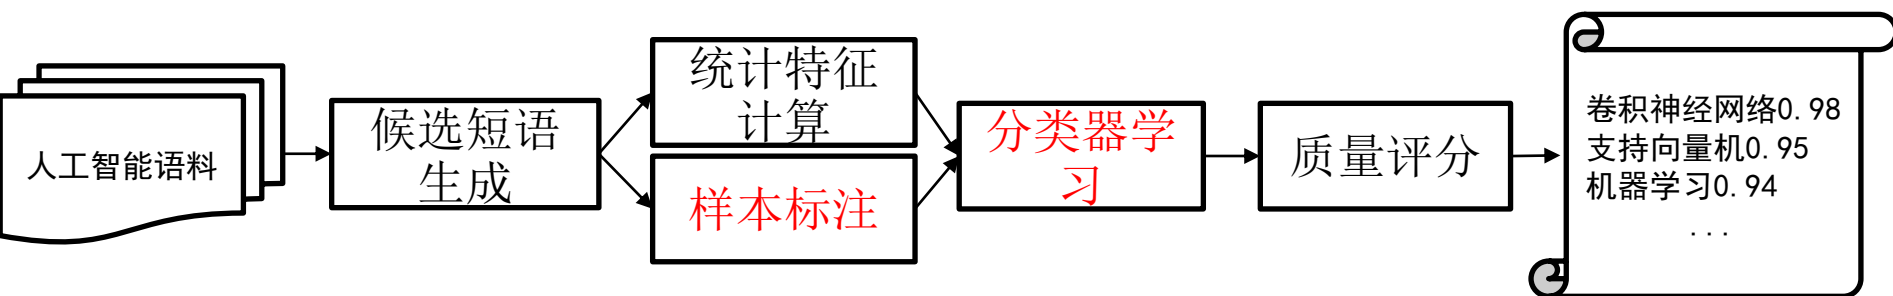 人工智能语料
候选短语
生成
统计特征
计算
样本标注
分类器学
习
质量评分
卷积神经网络0.98
支持向量机0.95
机器学习0.94
...